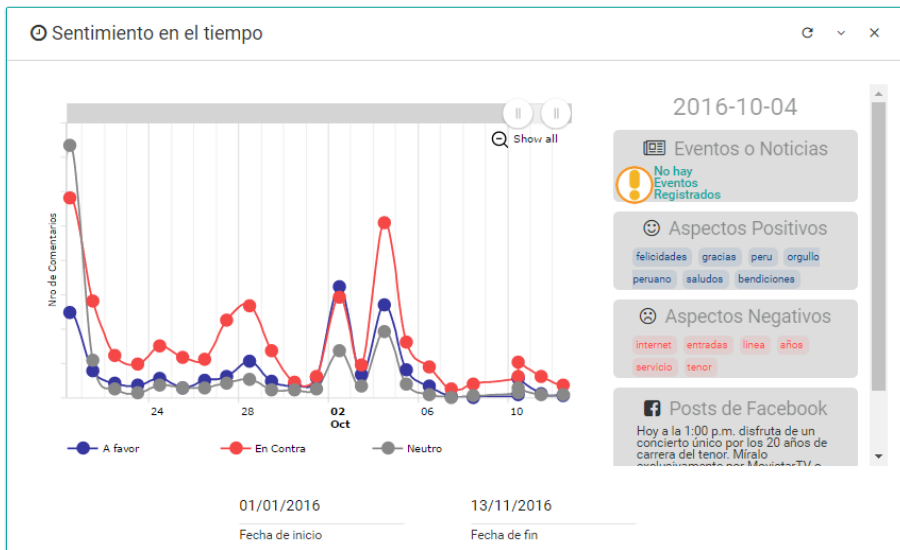 Sentimiento en el tiempo
Show all
Nro de Comentarios
24 28 02 06 10
Oct
A favor En Contra Neutro
2016-10-04
Eventos o Noticias
No hay
Eventos
Registrados
Aspectos Positivos
felicidades gracias peru orgullo
peruano saludos bendiciones
Aspectos Negativos
internet entradas linea años
servicio tenor
Posts de Facebook
Hoy a la 1:00 p.m. disfruta de un
concierto único por los 20 años de
carrera del tenor. Míralo
exclusivamente por MovistarTV o
01/01/2016 13/11/2016
Fecha de inicio Fecha de fin